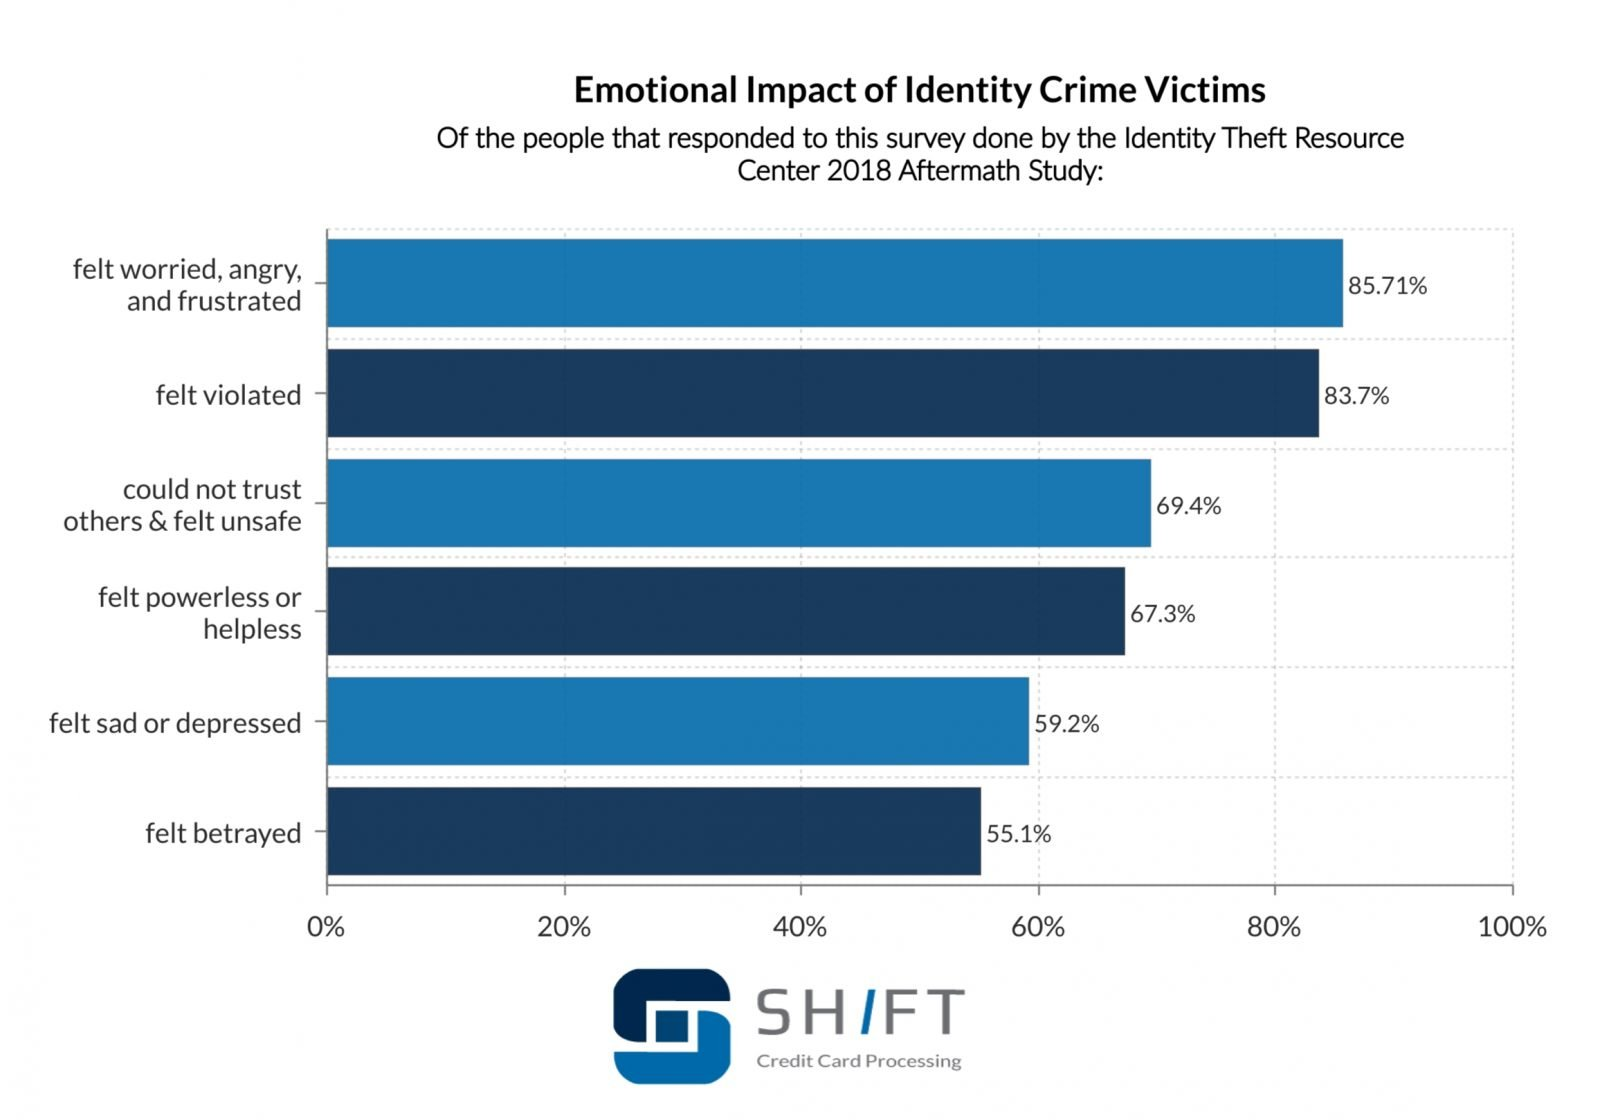 Emotional Impact of Identity Crime Victims
Of the people that responded to this survey done by the Identity Theft Resource
Center 2018 Aftermath Study:
felt worried, angry,
and frustrated
85.71%
felt violated
83.7%
could not trust
others & felt unsafe
69.4%
felt powerless or
helpless
67.3%
felt sad or depressed
59.2%
felt betrayed
55.1%
0%
20%
40%
60%
80%
100%
SHIFT
Credit Card Processing